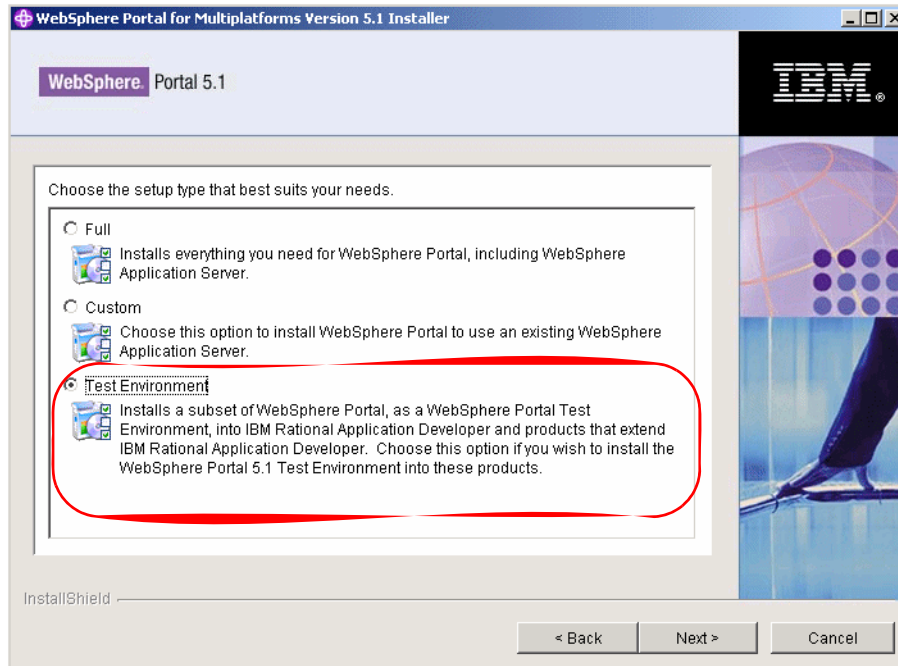 WebSphere Portal for Multiplatforms Version 5.1 Installer
WebSphere. Portal 5.1
IBM®
Choose the setup type that best suits your needs.
Full
Installs everything you need for WebSphere Portal, including WebSphere
Application Server.
Custom
Choose this option to install WebSphere Portal to use an existing WebSphere
Application Server.
Test Environment
Installs a subset of WebSphere Portal, as a WebSphere Portal Test
Environment, into IBM Rational Application Developer and products that extend
IBM Rational Application Developer. Choose this option if you wish to install the
WebSphere Portal 5.1 Test Environment into these products.
InstallShield
< Back
Next >
Cancel